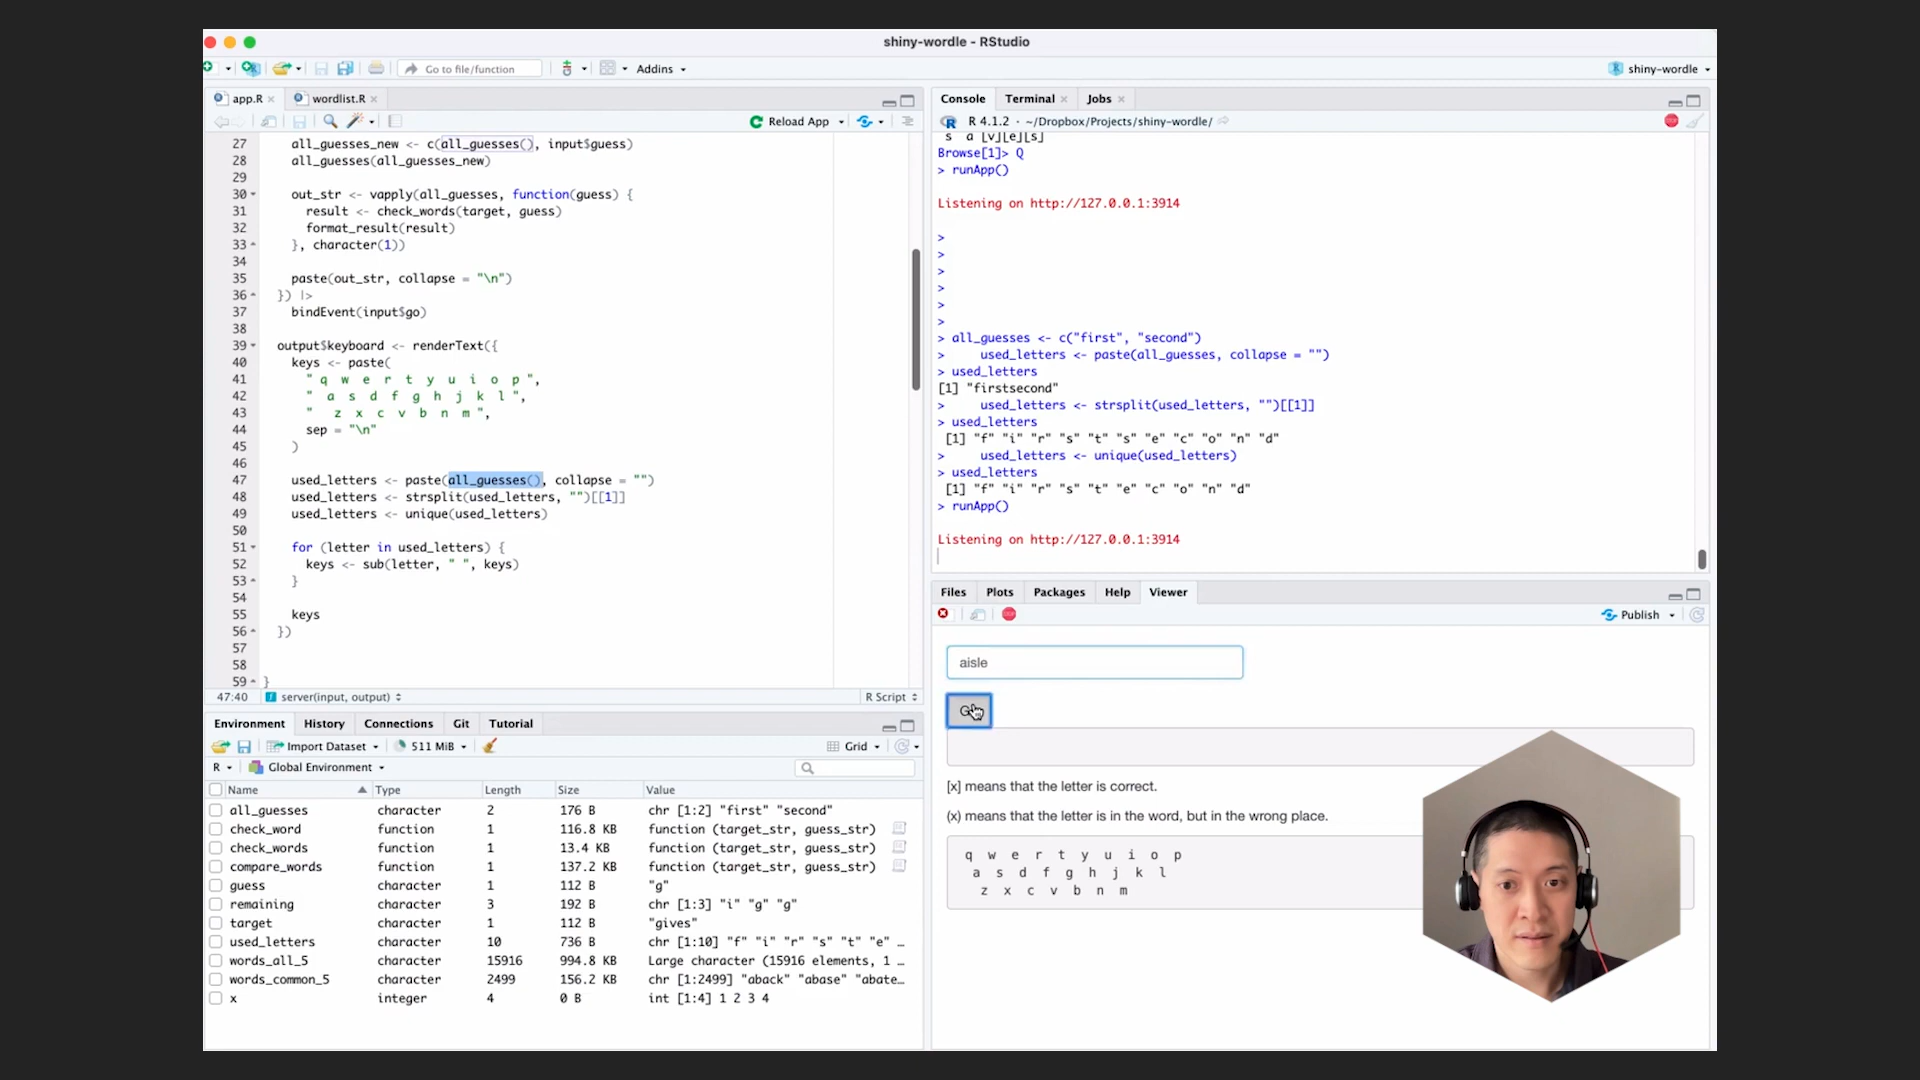 shiny-wordle - RStudio
Go to file/function
Addins
shiny-wordle
app.R
wordlist.R
Reload App
27 all_guesses_new <- c(all_guesses(), input$guess)
28 all_guesses(all_guesses_new)
29
30 out_str <- vapply(all_guesses, function(guess) {
31 result <- check_words(target, guess)
32 format_result(result)
33 }, character(1))
34
35 paste(out_str, collapse = "\n")
36 }) |>
37 bindEvent(input$go)
38
39 output$keyboard <- renderText({
40 keys <- paste(
41 " q  w  e  r  t  y  u  i  o  p ",
42 "  a  s  d  f  g  h  j  k  l ",
43 "   z  x  c  v  b  n  m ",
44 sep = "\n"
45 )
46
47 used_letters <- paste(all_guesses(), collapse = "")
48 used_letters <- strsplit(used_letters, "")[[1]]
49 used_letters <- unique(used_letters)
50
51 for (letter in used_letters) {
52 keys <- sub(letter, " ", keys)
53 }
54
55 keys
56 })
57
58
59 }
47:40 server(input, output) R Script
Environment History Connections Git Tutorial
Import Dataset 511 MiB Grid
R Global Environment
Name Type Length Size Value
all_guesses character 2 176 B chr [1:2] "first" "second"
check_word function 1 116.8 KB function (target_str, guess_str)
check_words function 1 13.4 KB function (target_str, guess_str)
compare_words function 1 137.2 KB function (target_str, guess_str)
guess character 1 112 B "g"
remaining character 3 192 B chr [1:3] "i" "g" "g"
target character 1 112 B "gives"
used_letters character 10 736 B chr [1:10] "f" "i" "r" "s" "t" "e" …
words_all_5 character 15916 994.8 KB Large character (15916 elements, 1 …
words_common_5 character 2499 156.2 KB chr [1:2499] "aback" "abase" "abate…
x integer 4 0 B int [1:4] 1 2 3 4
Console Terminal Jobs
R 4.1.2 · ~/Dropbox/Projects/shiny-wordle/
s  a [v][e][s]
Browse[1]> Q
> runApp()
Listening on http://127.0.0.1:3914
>
>
>
>
>
>
> all_guesses <- c("first", "second")
> used_letters <- paste(all_guesses, collapse = "")
> used_letters
[1] "firstsecond"
> used_letters <- strsplit(used_letters, "")[[1]]
> used_letters
[1] "f" "i" "r" "s" "t" "s" "e" "c" "o" "n" "d"
> used_letters <- unique(used_letters)
> used_letters
[1] "f" "i" "r" "s" "t" "e" "c" "o" "n" "d"
> runApp()
Listening on http://127.0.0.1:3914
Files Plots Packages Help Viewer
Publish
aisle
[x] means that the letter is correct.
(x) means that the letter is in the word, but in the wrong place.
q w e r t y u i o p
a s d f g h j k l
z x c v b n m